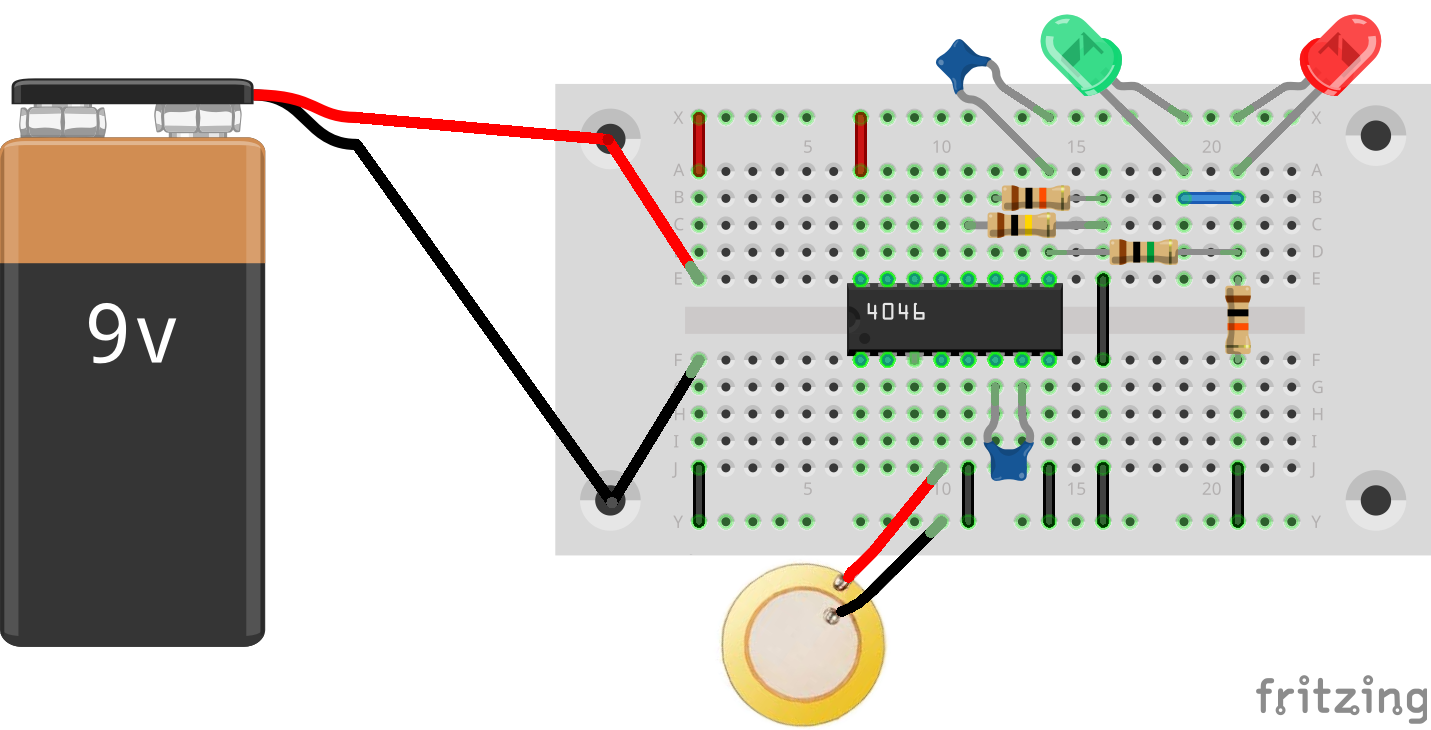 X 5 10 15 20 X
A A
B B
C C
D D
E E
4046
9v
F F
G G
H H
I I
J J
5 10 15 20
Y Y
fritzing